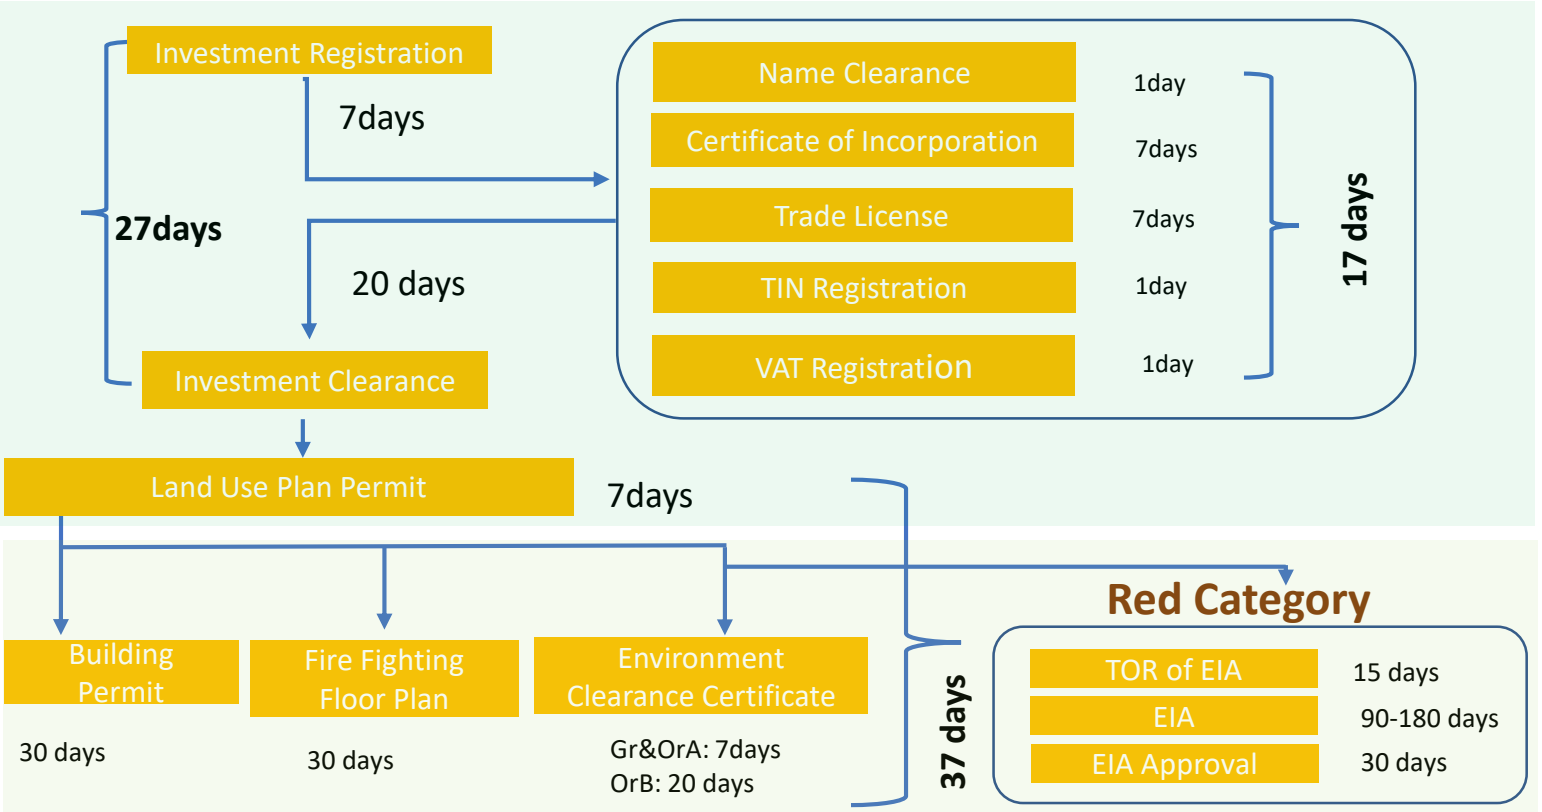 Investment Registration
7days
27days
20 days
Investment Clearance
Name Clearance
1day
Certificate of Incorporation
7days
Trade License
7days
TIN Registration
1day
VAT Registration
1day
17 days
Land Use Plan Permit
7days
Building
Permit
30 days
Fire Fighting
Floor Plan
30 days
Environment
Clearance Certificate
Gr&OrA: 7days
OrB: 20 days
37 days
Red Category
TOR of EIA
15 days
EIA
90-180 days
EIA Approval
30 days